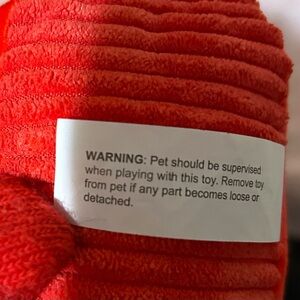 WARNING: Pet should be supervised
when playing with this toy. Remove toy
from pet if any part becomes loose or
detached.